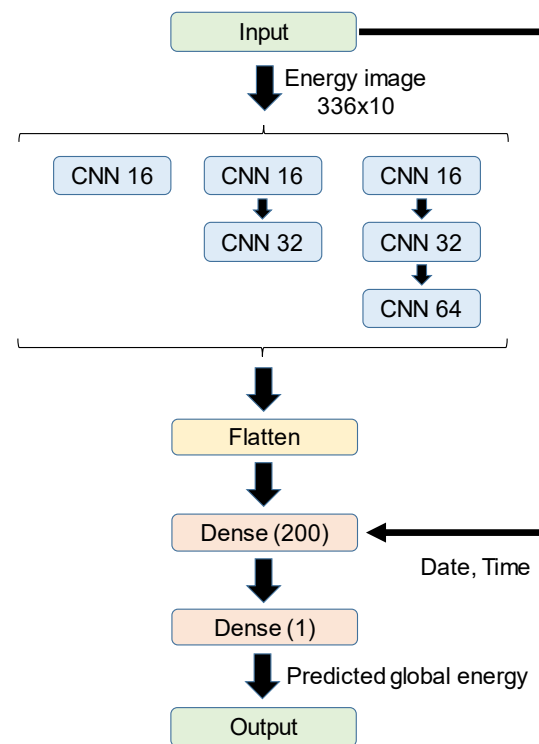 Input
Energy image
336x10
CNN 16
CNN 16
CNN 16
CNN 32
CNN 32
CNN 64
Flatten
Dense (200)
Date, Time
Dense (1)
Predicted global energy
Output